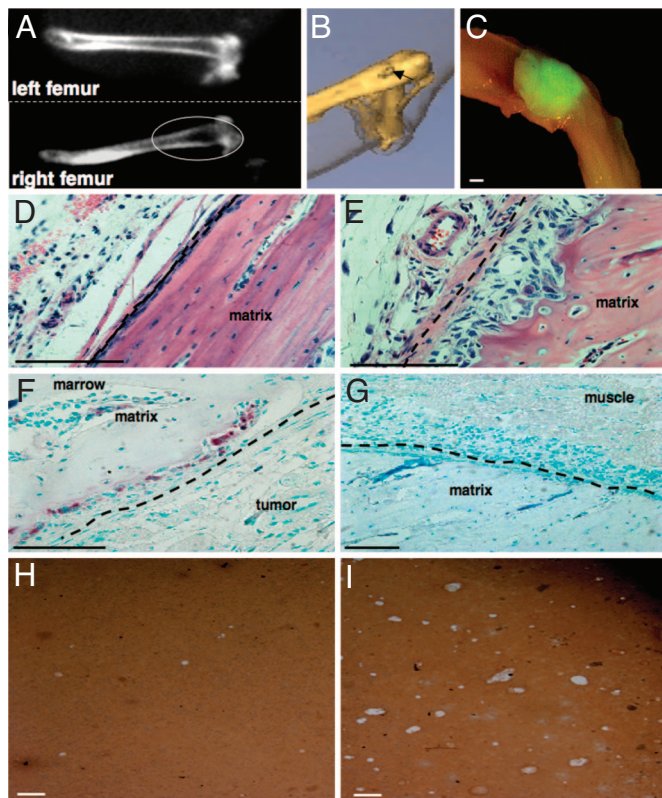 A
B
C
left femur
right femur
D
E
matrix
matrix
F
G
marrow
matrix
tumor
muscle
matrix
H
I